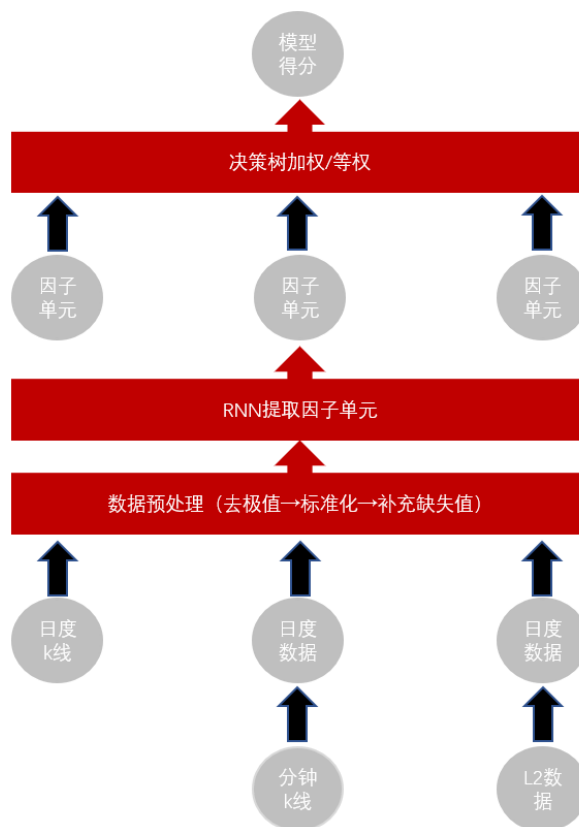 模型
得分
决策树加权/等权
因子
单元
因子
单元
因子
单元
RNN提取因子单元
数据预处理（去极值→标准化→补充缺失值）
日度
k线
日度
数据
日度
数据
分钟
k线
L2数
据